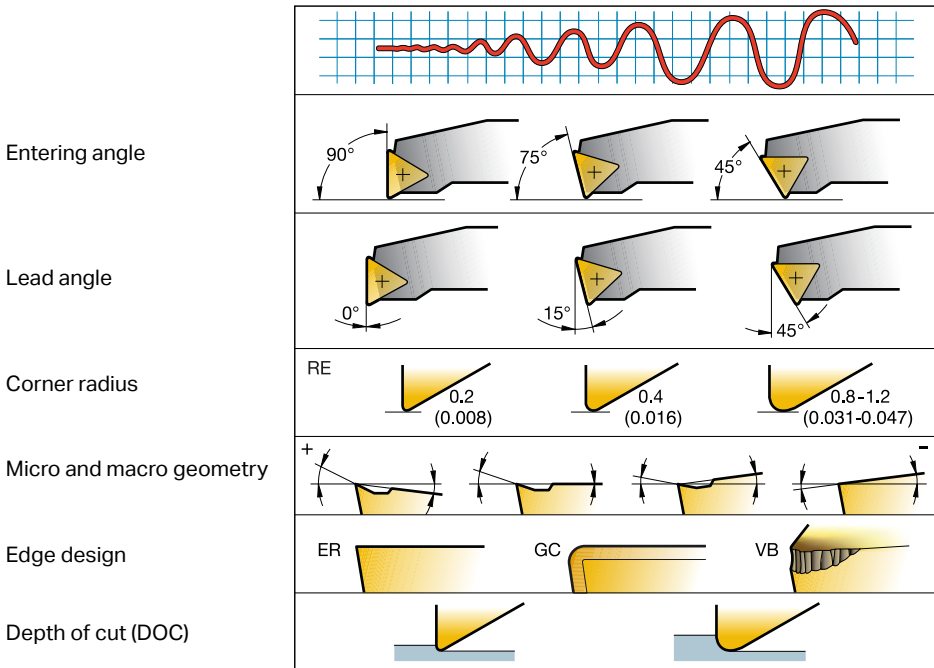 Entering angle
90°
75°
45°
Lead angle
0°
15°
45°
Corner radius
RE
0.2
(0.008)
0.4
(0.016)
0.8-1.2
(0.031-0.047)
Micro and macro geometry
+
-
Edge design
ER
GC
VB
Depth of cut (DOC)